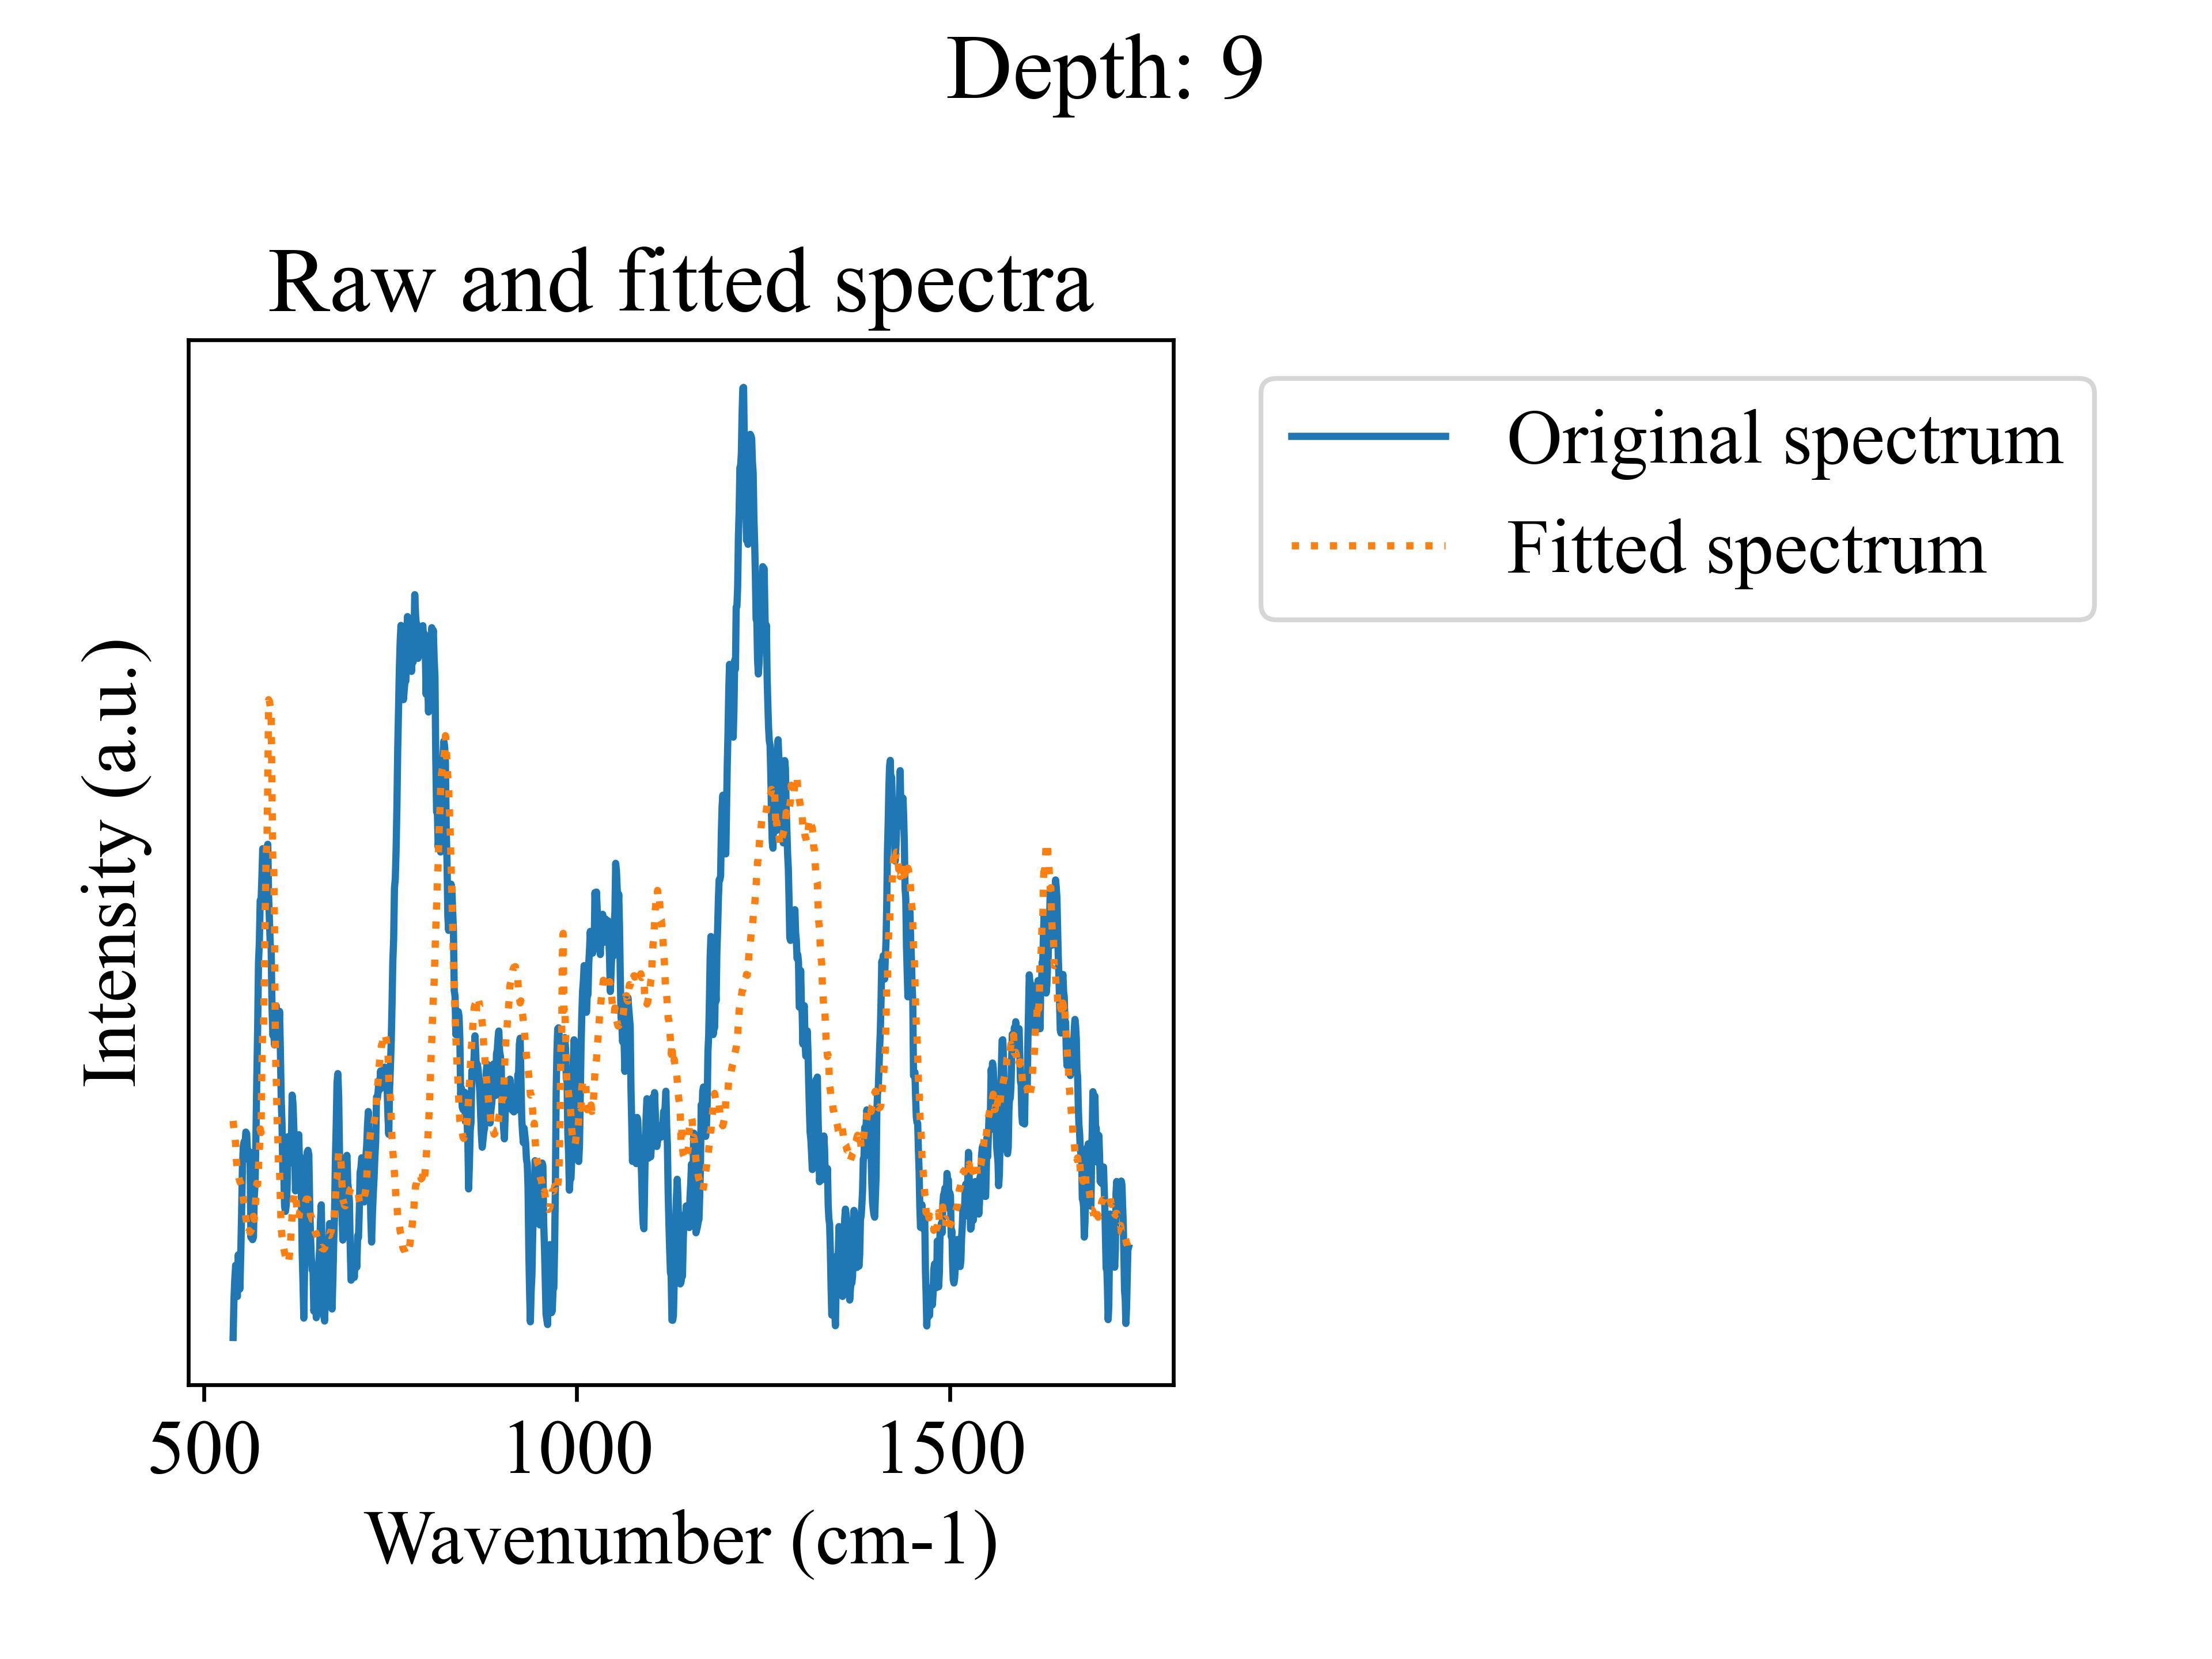 Depth: 9
Raw and fitted spectra
Original spectrum
Fitted spectrum
Intensity (a.u.)
500 1000 1500
Wavenumber (cm-1)